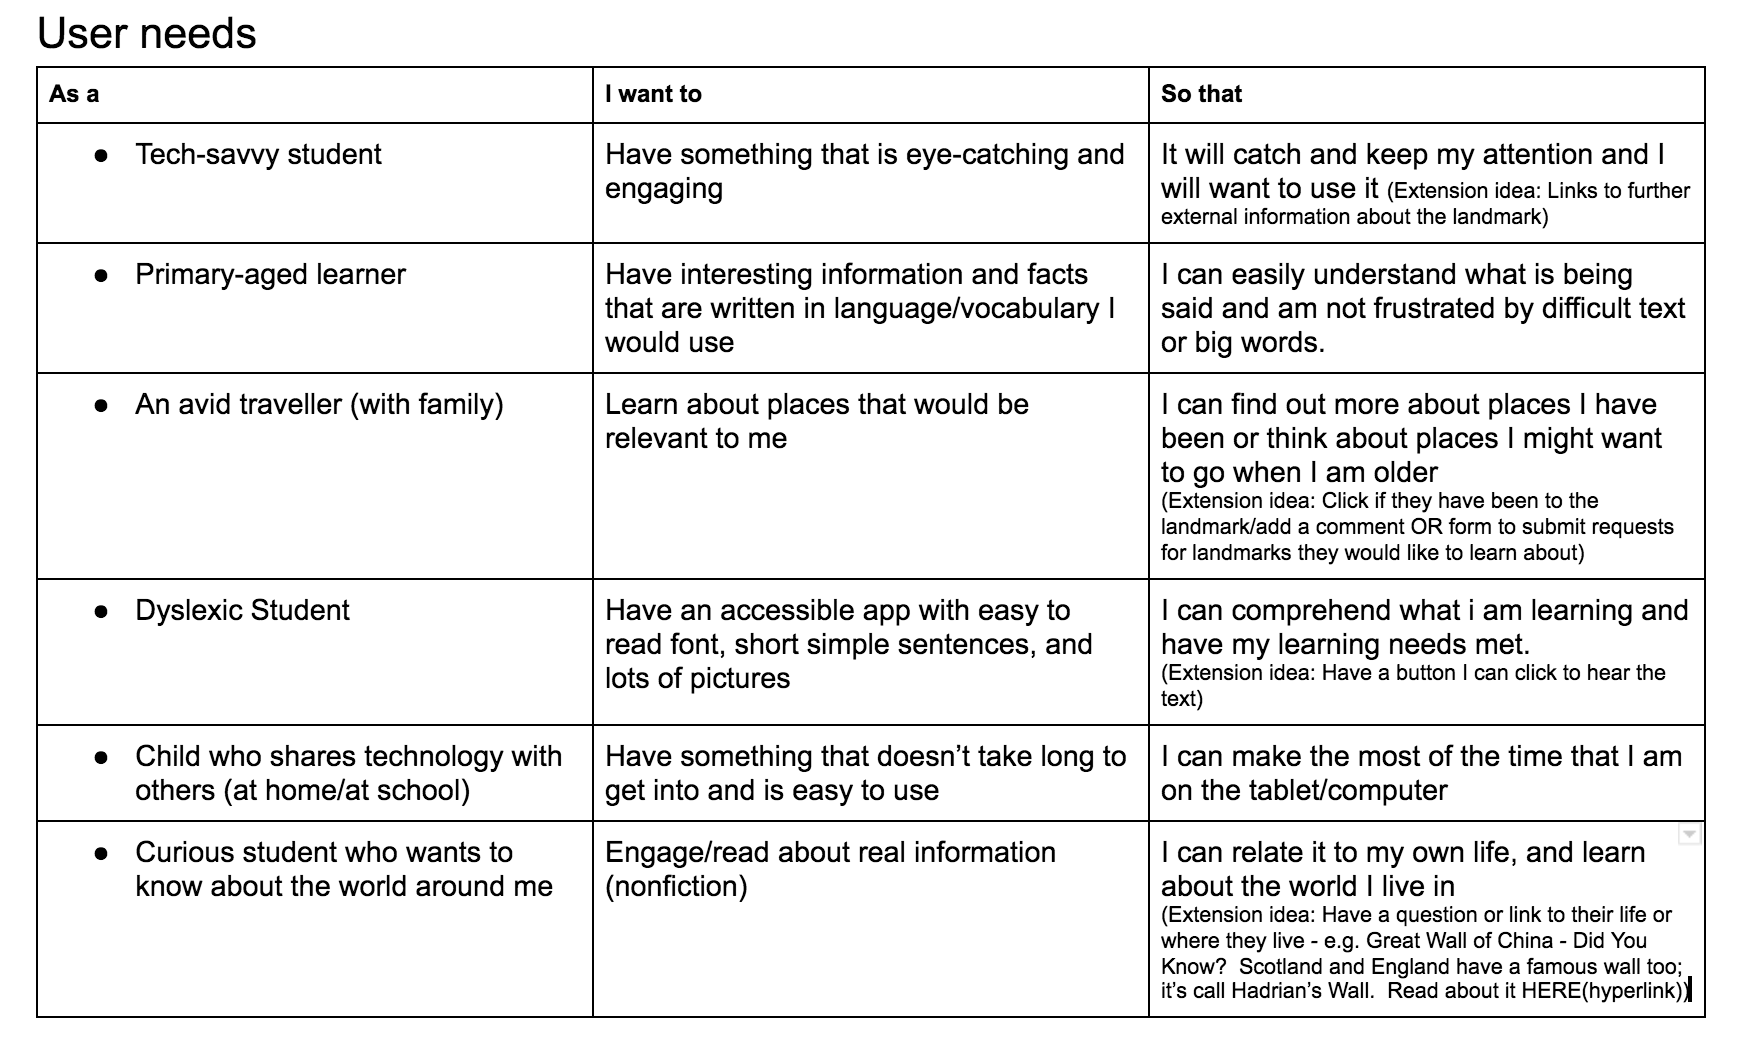 User needs
As a
I want to
So that
● Tech-savvy student
Have something that is eye-catching and
engaging
It will catch and keep my attention and I
will want to use it (Extension idea: Links to further
external information about the landmark)
● Primary-aged learner
Have interesting information and facts
that are written in language/vocabulary I
would use
I can easily understand what is being
said and am not frustrated by difficult text
or big words.
● An avid traveller (with family)
Learn about places that would be
relevant to me
I can find out more about places I have
been or think about places I might want
to go when I am older
(Extension idea: Click if they have been to the
landmark/add a comment OR form to submit requests
for landmarks they would like to learn about)
● Dyslexic Student
Have an accessible app with easy to
read font, short simple sentences, and
lots of pictures
I can comprehend what i am learning and
have my learning needs met.
(Extension idea: Have a button I can click to hear the
text)
● Child who shares technology with
others (at home/at school)
Have something that doesn’t take long to
get into and is easy to use
I can make the most of the time that I am
on the tablet/computer
● Curious student who wants to
know about the world around me
Engage/read about real information
(nonfiction)
I can relate it to my own life, and learn
about the world I live in
(Extension idea: Have a question or link to their life or
where they live - e.g. Great Wall of China - Did You
Know?  Scotland and England have a famous wall too;
it’s call Hadrian’s Wall.  Read about it HERE(hyperlink))